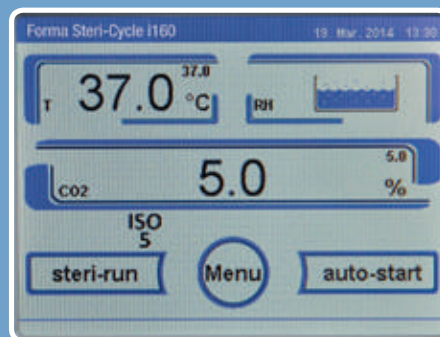 Forma Steri-Cycle i160 19. Mar. 2014 13:30
T 37.0 °C 37.0
RH
CO2 5.0 % 5.0
ISO
5
steri-run Menu auto-start